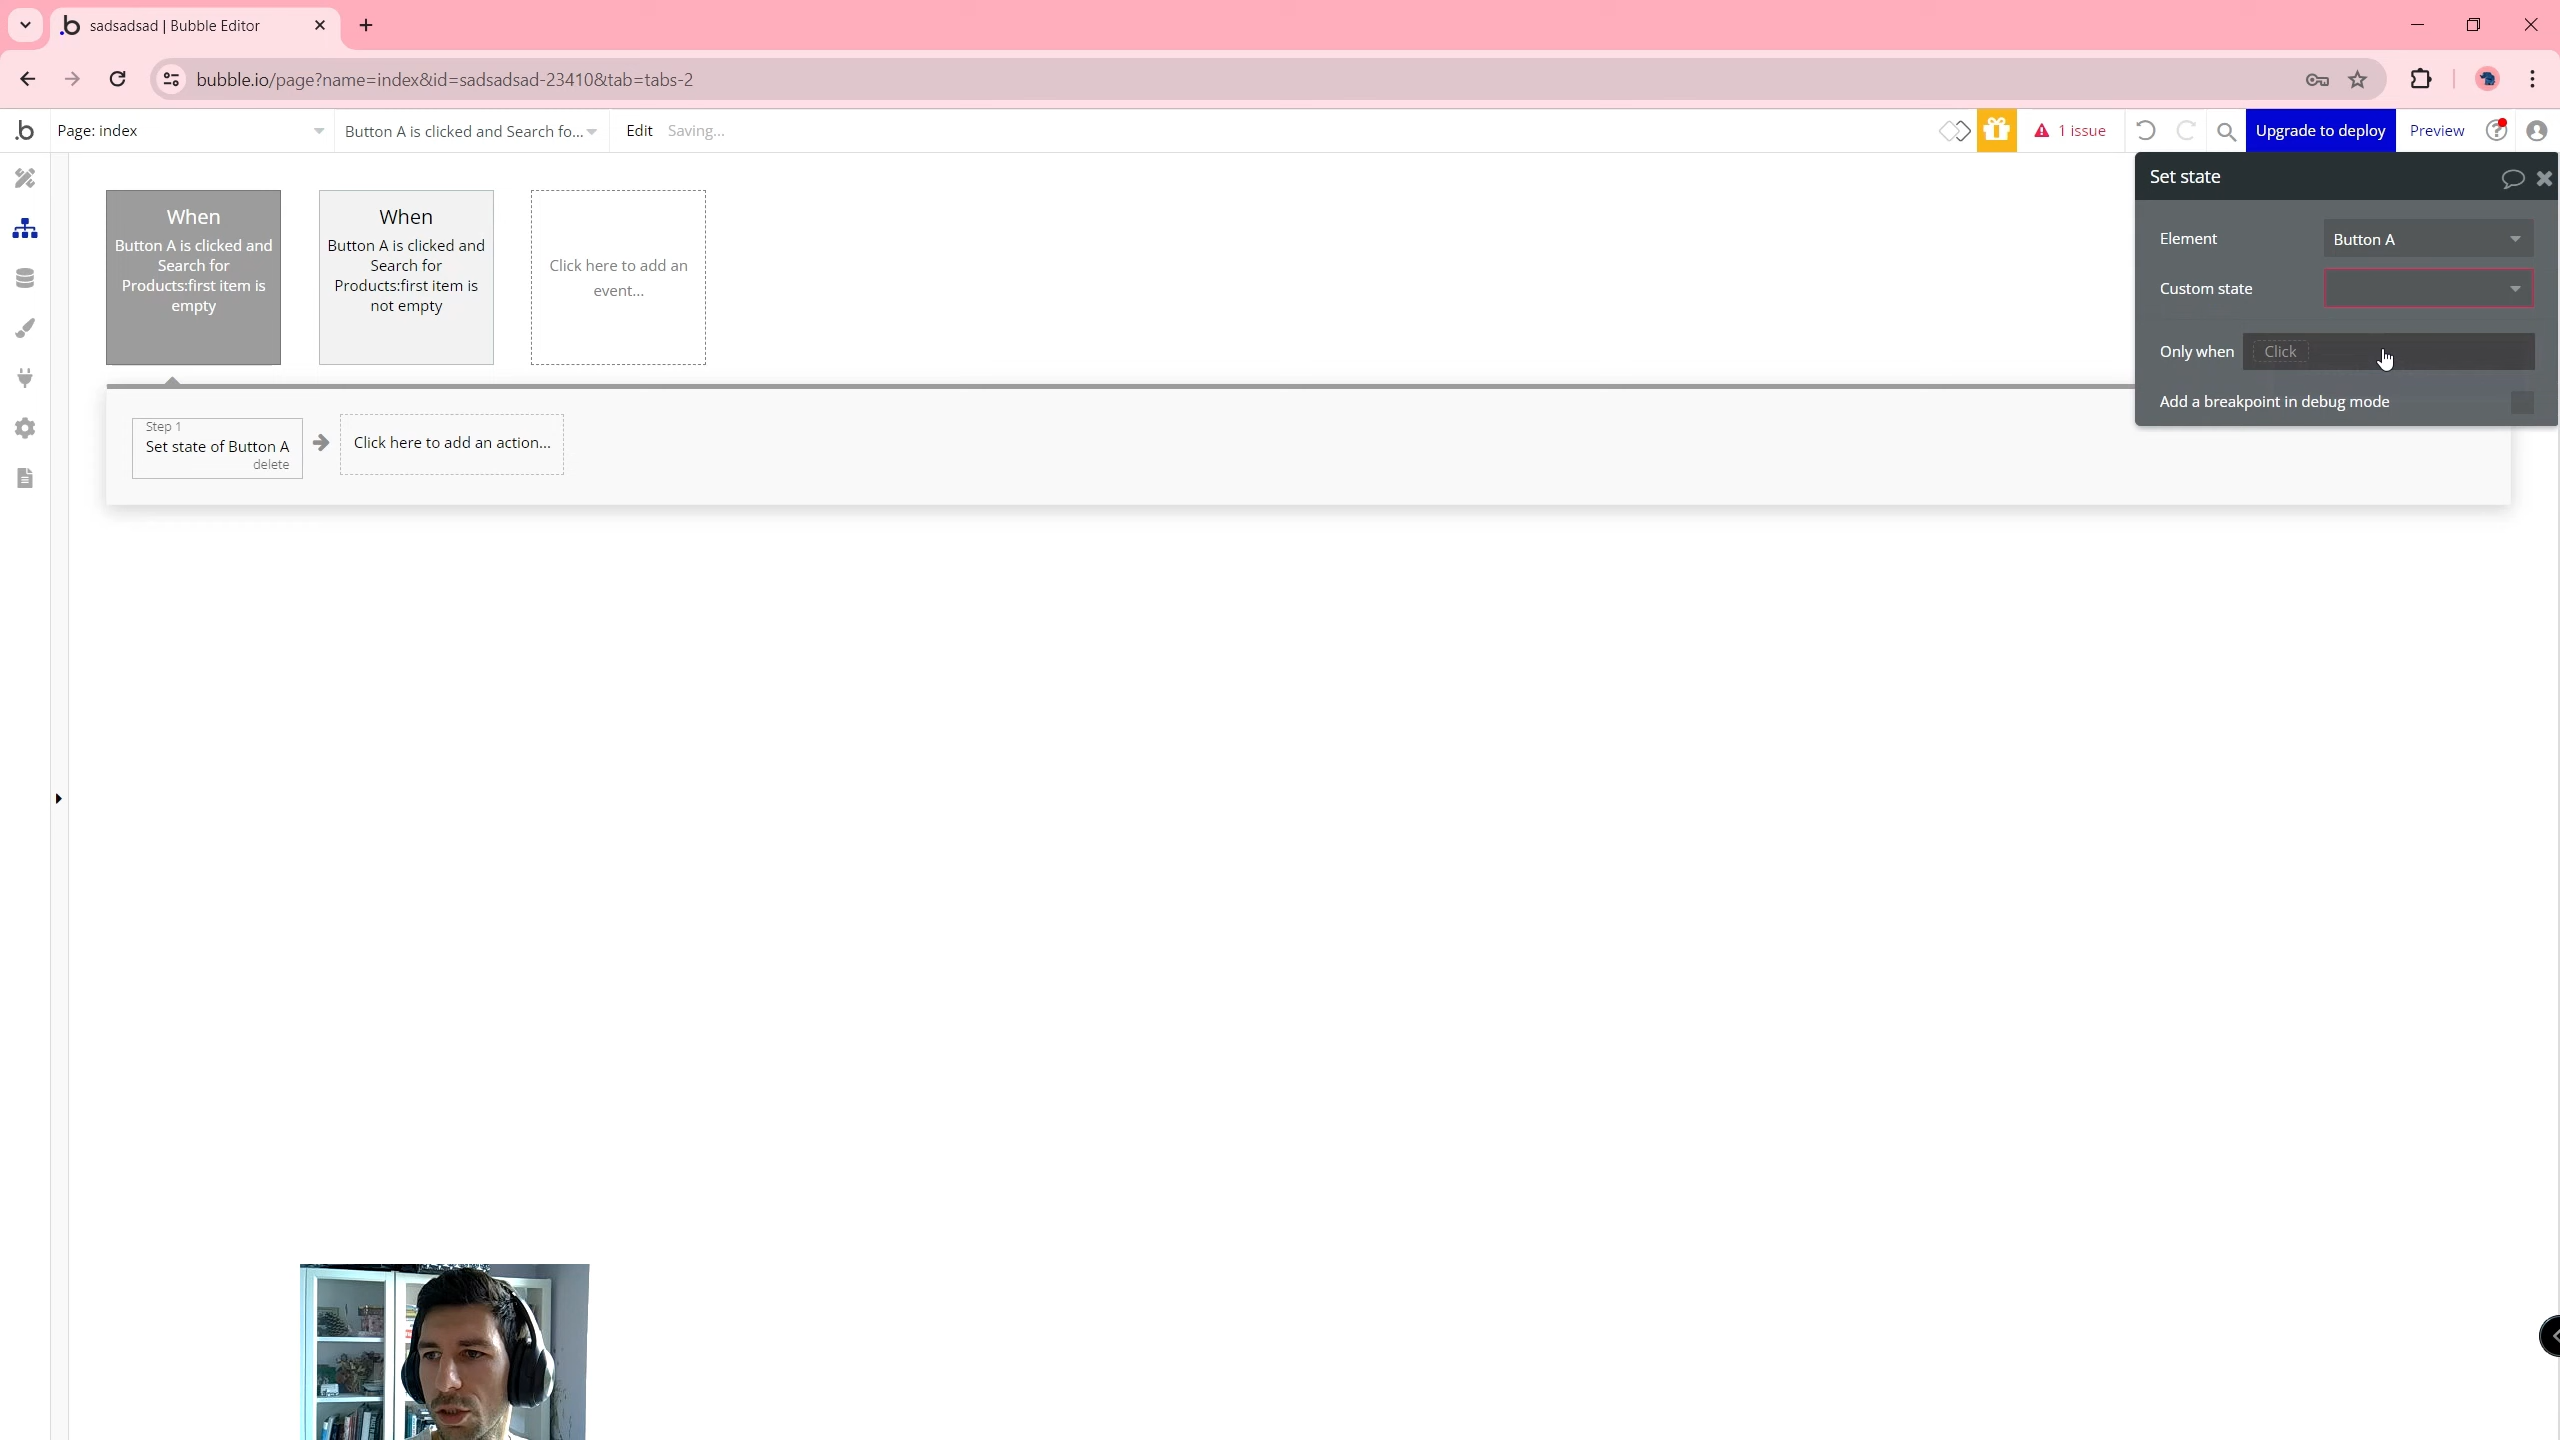 sadsadsad | Bubble Editor
bubble.io/page?name=index&id=sadsadsad-23410&tab=tabs-2
Page: index
Button A is clicked and Search fo...
Edit
Saving...
1 issue
Upgrade to deploy
Preview
When
Button A is clicked and
Search for
Products:first item is
empty
When
Button A is clicked and
Search for
Products:first item is
not empty
Click here to add an
event...
Step 1
Set state of Button A
delete
Click here to add an action...
Set state
Element
Button A
Custom state
Only when
Click
Add a breakpoint in debug mode